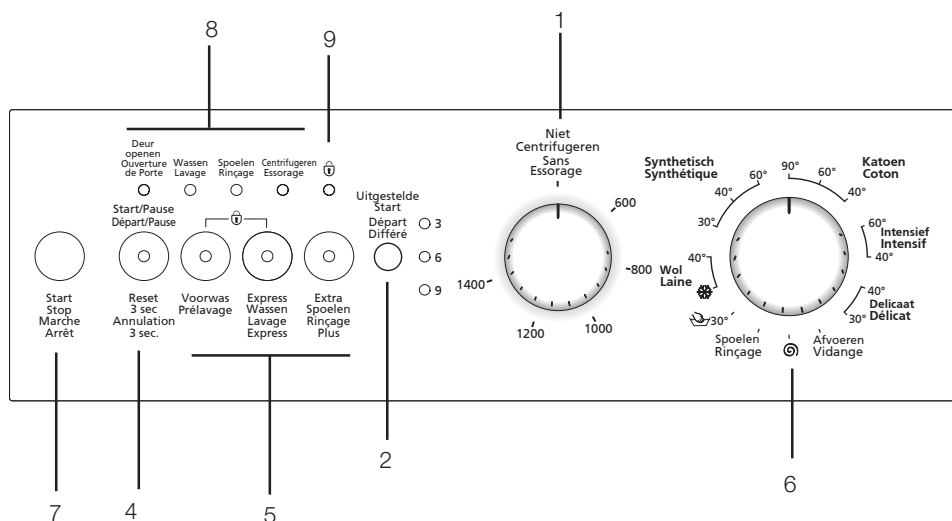 8
9
1
Deur
openen
Ouverture
de Porte
Wassen
Lavage
Spoelen
Rinçage
Centrifugeren
Essorage
Start/Pause
Départ/Pause
Uitgestelde
Start
Départ
Différé
3
6
9
Start
Stop
Marche
Arrêt
Reset
3 sec
Annulation
3 sec.
Voorwas
Prélavage
Express
Wassen
Lavage
Express
Extra
Spoelen
Rinçage
Plus
Niet
Centrifugeren
Sans
Essorage
600
800
1000
1200
1400
Synthetisch
Synthétique
60°
40°
30°
90°
60°
40°
Katoen
Coton
60°
40°
Intensief
Intensif
40°
30°
Delicaat
Délicat
Wol
Laine
40°
30°
Spoelen
Rinçage
Afvoeren
Vidange
7
4
5
2
6